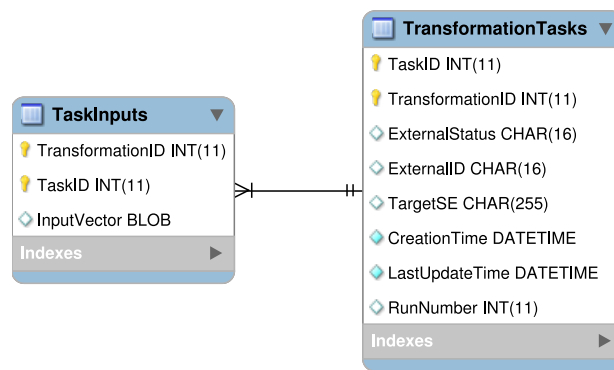 TaskInputs
TransformationID INT(11)
TaskID INT(11)
InputVector BLOB
Indexes
TransformationTasks
TaskID INT(11)
TransformationID INT(11)
ExternalStatus CHAR(16)
ExternalID CHAR(16)
TargetSE CHAR(255)
CreationTime DATETIME
LastUpdateTime DATETIME
RunNumber INT(11)
Indexes